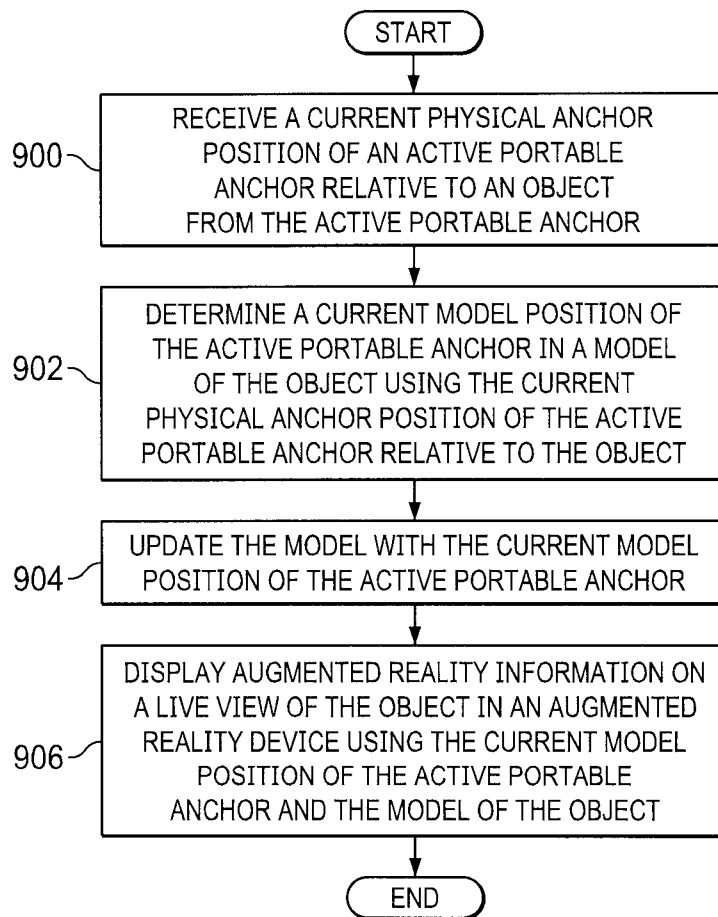 START
900
RECEIVE A CURRENT PHYSICAL ANCHOR
POSITION OF AN ACTIVE PORTABLE
ANCHOR RELATIVE TO AN OBJECT
FROM THE ACTIVE PORTABLE ANCHOR
902
DETERMINE A CURRENT MODEL POSITION OF
THE ACTIVE PORTABLE ANCHOR IN A MODEL
OF THE OBJECT USING THE CURRENT
PHYSICAL ANCHOR POSITION OF THE ACTIVE
PORTABLE ANCHOR RELATIVE TO THE OBJECT
904
UPDATE THE MODEL WITH THE CURRENT MODEL
POSITION OF THE ACTIVE PORTABLE ANCHOR
906
DISPLAY AUGMENTED REALITY INFORMATION ON
A LIVE VIEW OF THE OBJECT IN AN AUGMENTED
REALITY DEVICE USING THE CURRENT MODEL
POSITION OF THE ACTIVE PORTABLE
ANCHOR AND THE MODEL OF THE OBJECT
END